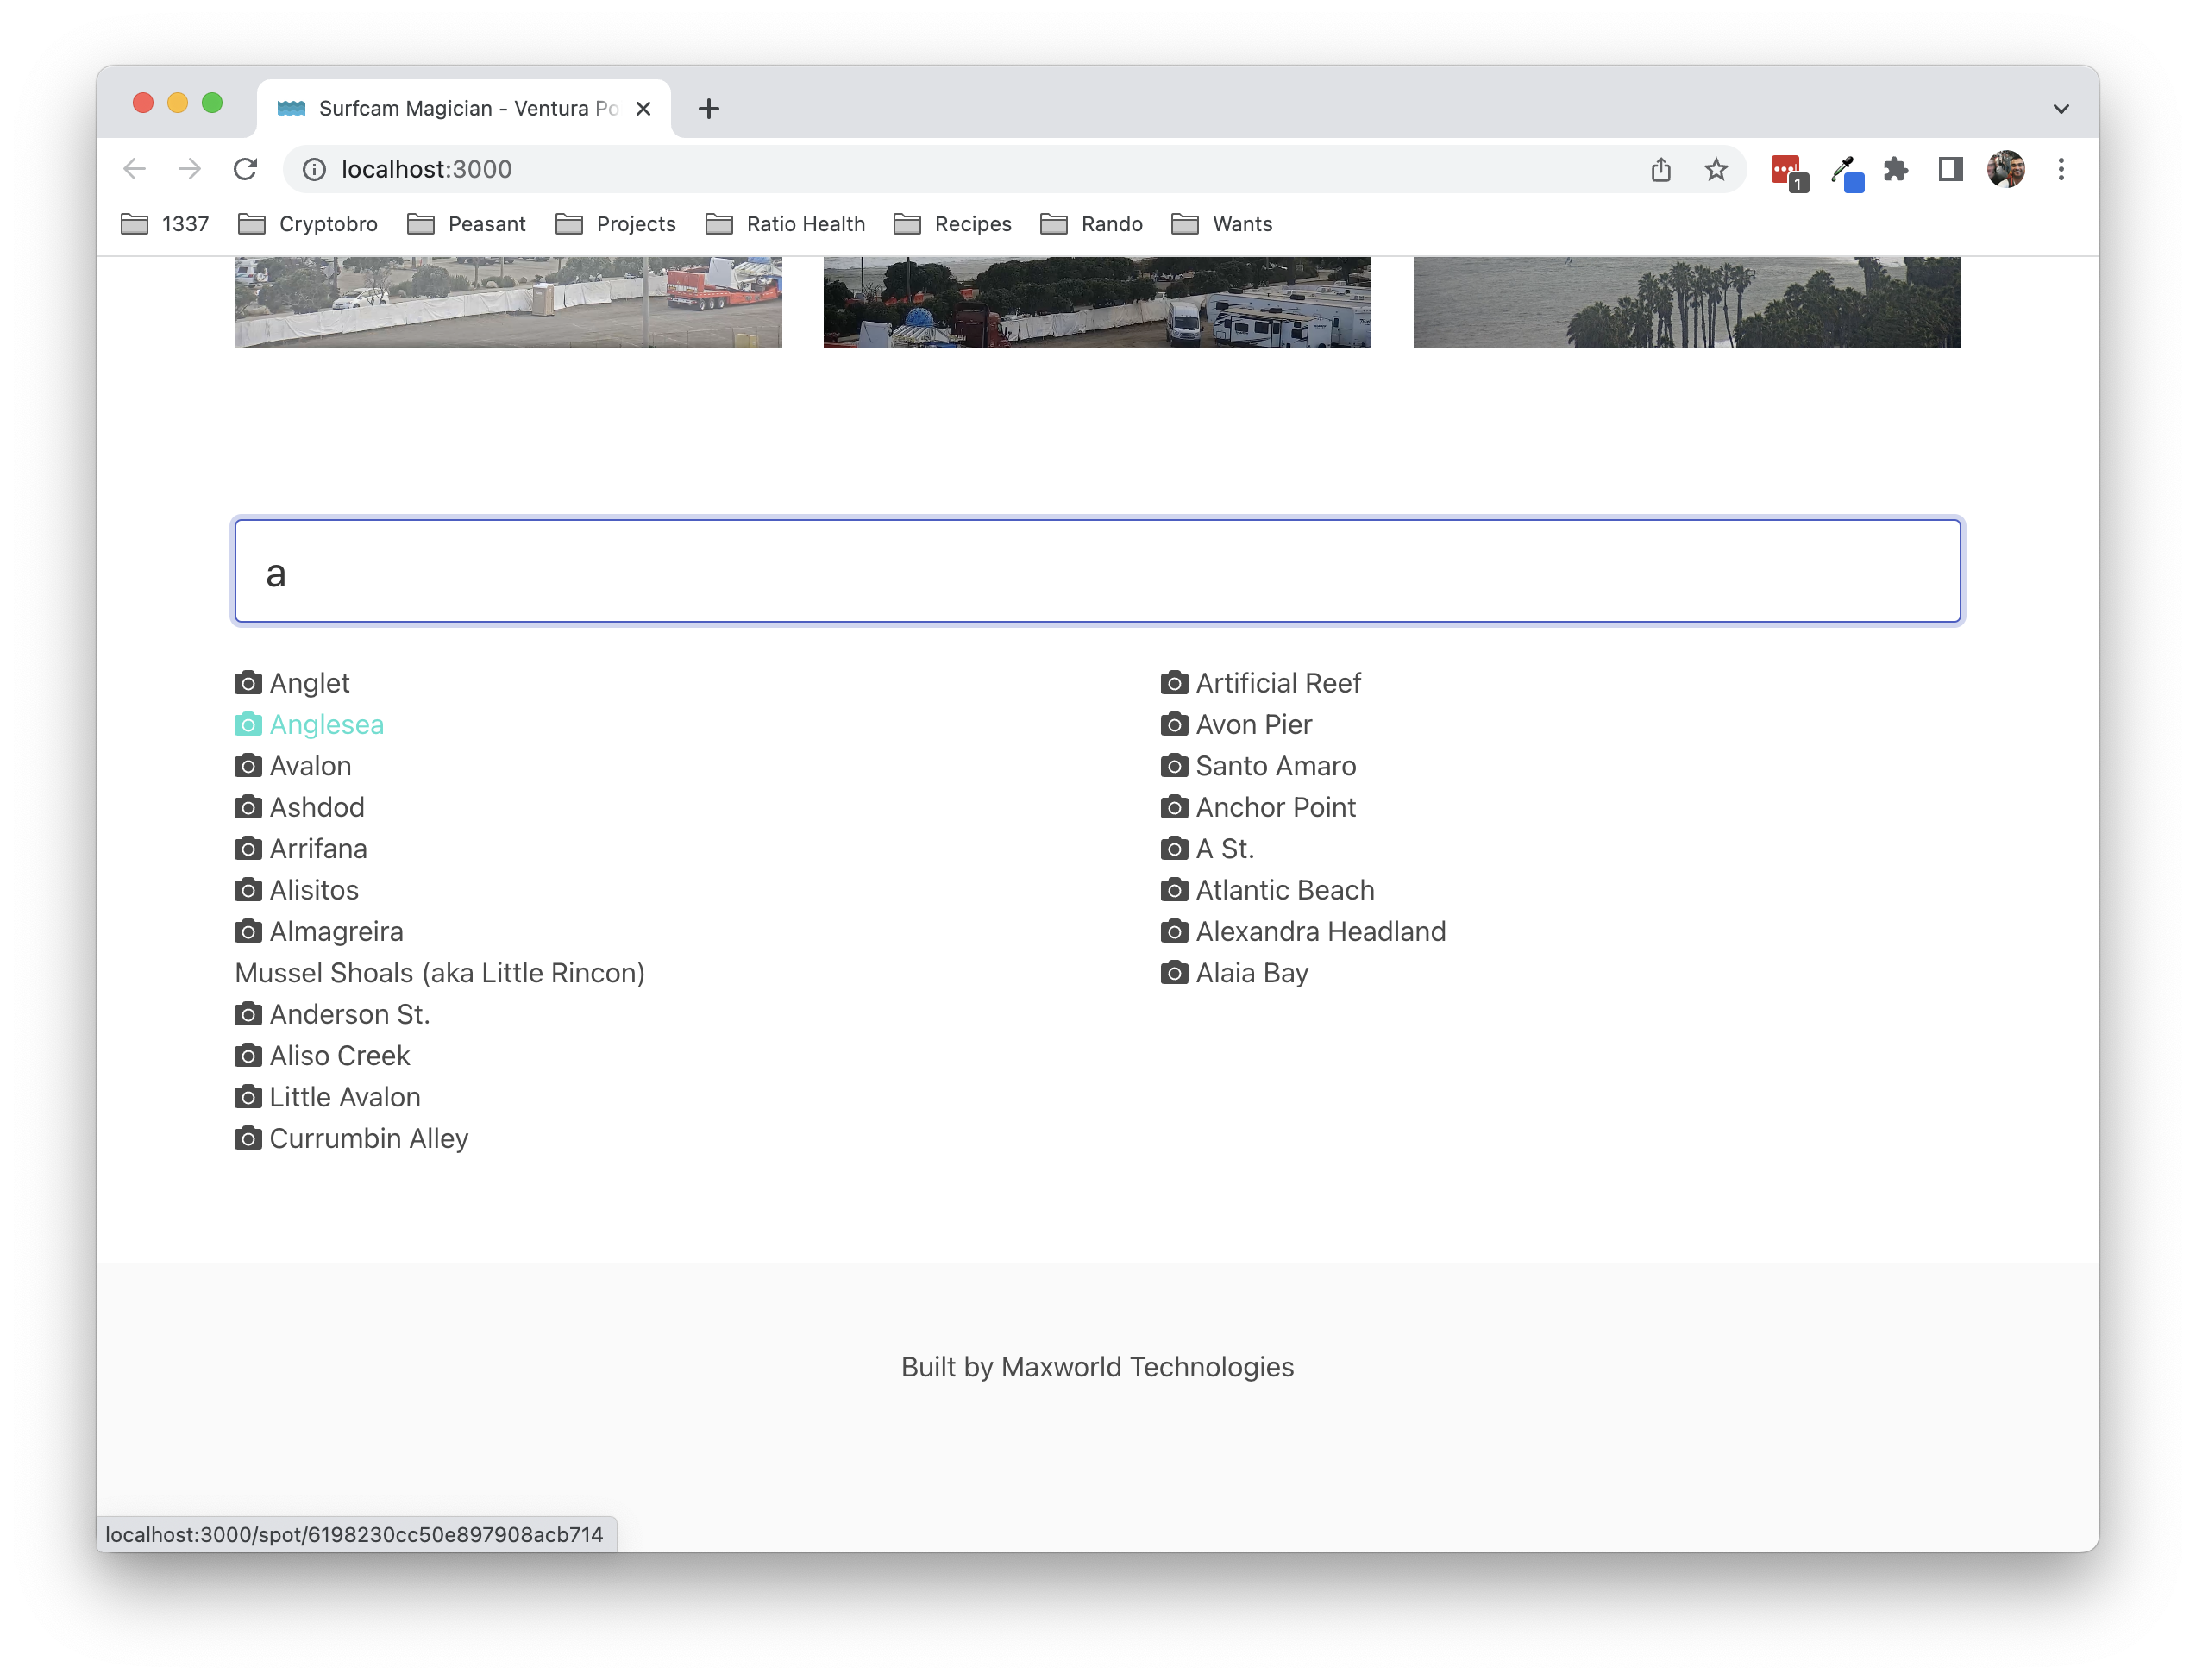 Surfcam Magician - Ventura Po
localhost:3000
1
1337 Cryptobro Peasant Projects Ratio Health Recipes Rando Wants
a
Anglet
Anglesea
Avalon
Ashdod
Arrifana
Alisitos
Almagreira
Mussel Shoals (aka Little Rincon)
Anderson St.
Aliso Creek
Little Avalon
Currumbin Alley
Artificial Reef
Avon Pier
Santo Amaro
Anchor Point
A St.
Atlantic Beach
Alexandra Headland
Alaia Bay
Built by Maxworld Technologies
localhost:3000/spot/6198230cc50e897908acb714